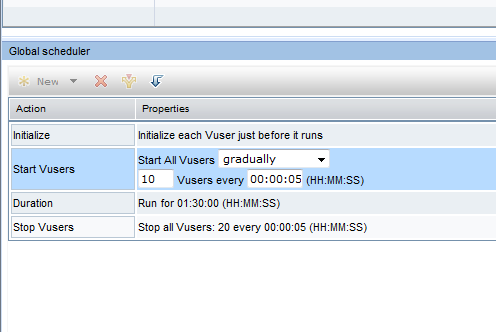 Global scheduler
New
Action Properties
Initialize Initialize each Vuser just before it runs
Start Vusers Start All Vusers gradually
10 Vusers every 00:00:05 (HH:MM:SS)
Duration Run for 01:30:00 (HH:MM:SS)
Stop Vusers Stop all Vusers: 20 every 00:00:05 (HH:MM:SS)